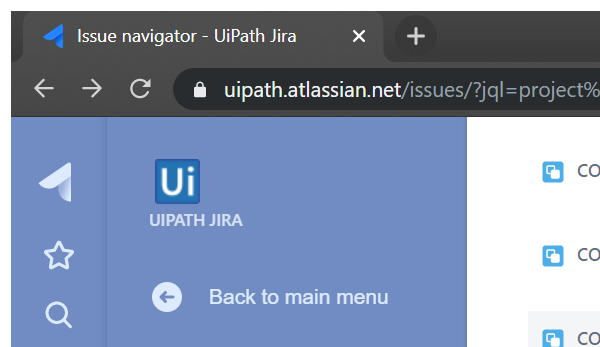 Issue navigator - UiPath Jira
uipath.atlassian.net/issues/?jql=project%
Ui
UIPATH JIRA
Back to main menu
CO
CO
CO